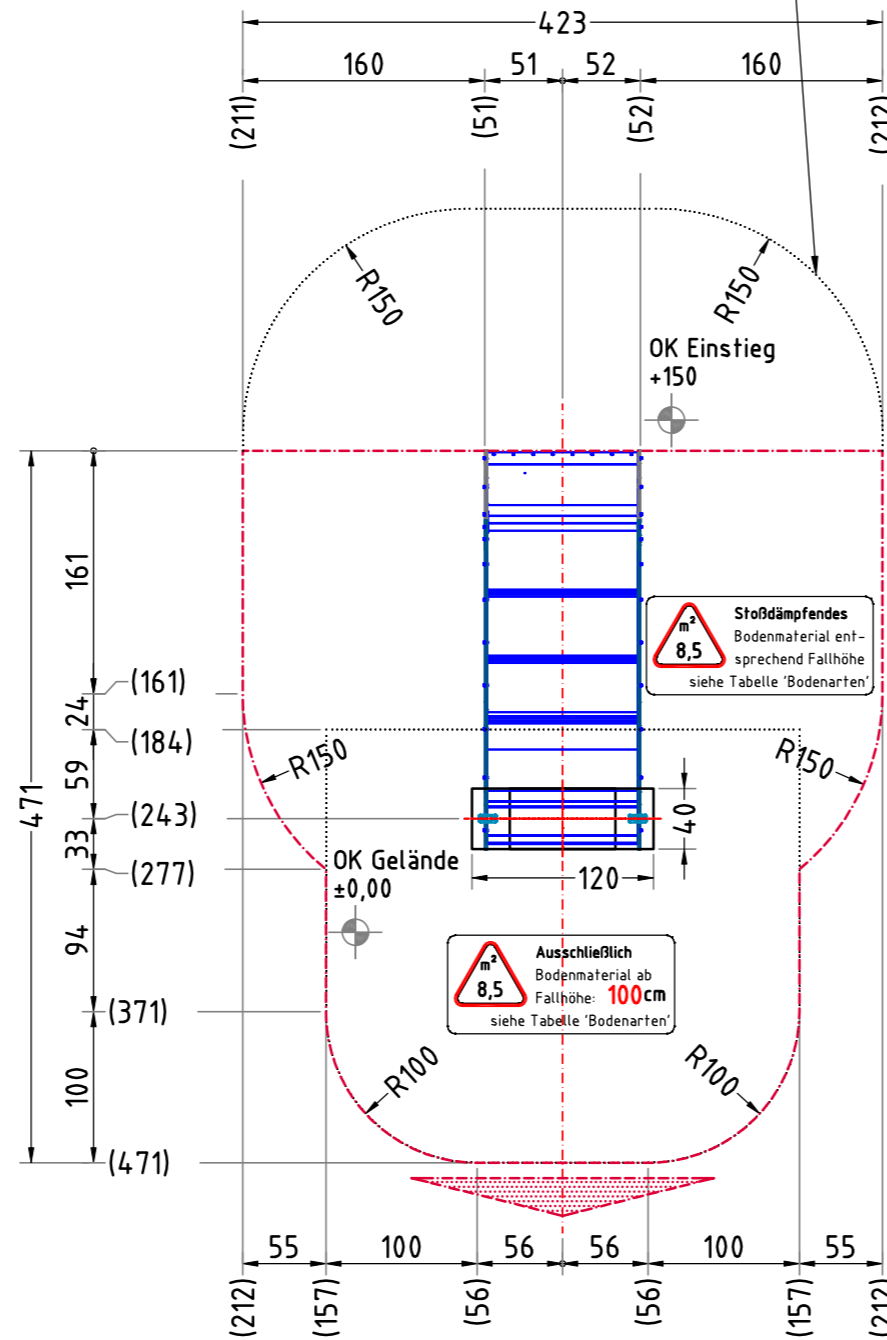 423
160 51 52 160
(211) (51) (52) (212)
R150
R150
OK Einstieg
+150
161
24
59
33
94
100
471
(161)
(184)
(243)
(277)
(371)
(471)
m²
8,5
Stoßdämpfendes
Bodenmaterial ent-
sprechend Fallhöhe
siehe Tabelle 'Bodenarten'
R150
R150
40
120
OK Gelände
±0,00
m²
8,5
Ausschließlich
Bodenmaterial ab
Fallhöhe: 100cm
siehe Tabelle 'Bodenarten'
R100
R100
55 100 56 56 100 55
(212) (157) (56) (56) (157) (212)